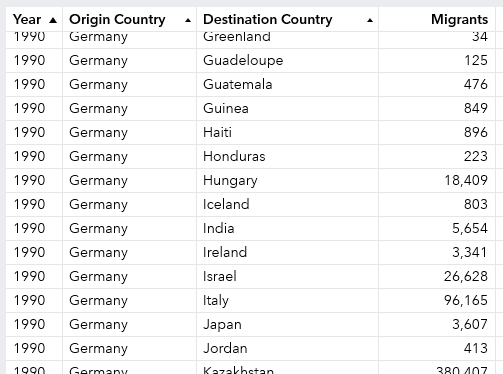 Year ▲ Origin Country ▲ Destination Country ▲ Migrants
1990 Germany Greenland 34
1990 Germany Guadeloupe 125
1990 Germany Guatemala 476
1990 Germany Guinea 849
1990 Germany Haiti 896
1990 Germany Honduras 223
1990 Germany Hungary 18,409
1990 Germany Iceland 803
1990 Germany India 5,654
1990 Germany Ireland 3,341
1990 Germany Israel 26,628
1990 Germany Italy 96,165
1990 Germany Japan 3,607
1990 Germany Jordan 413
1990 Germany Kazakhstan 380,407